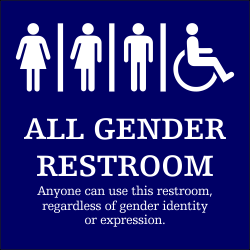 ALL GENDER
RESTROOM
Anyone can use this restroom,
regardless of gender identity
or expression.